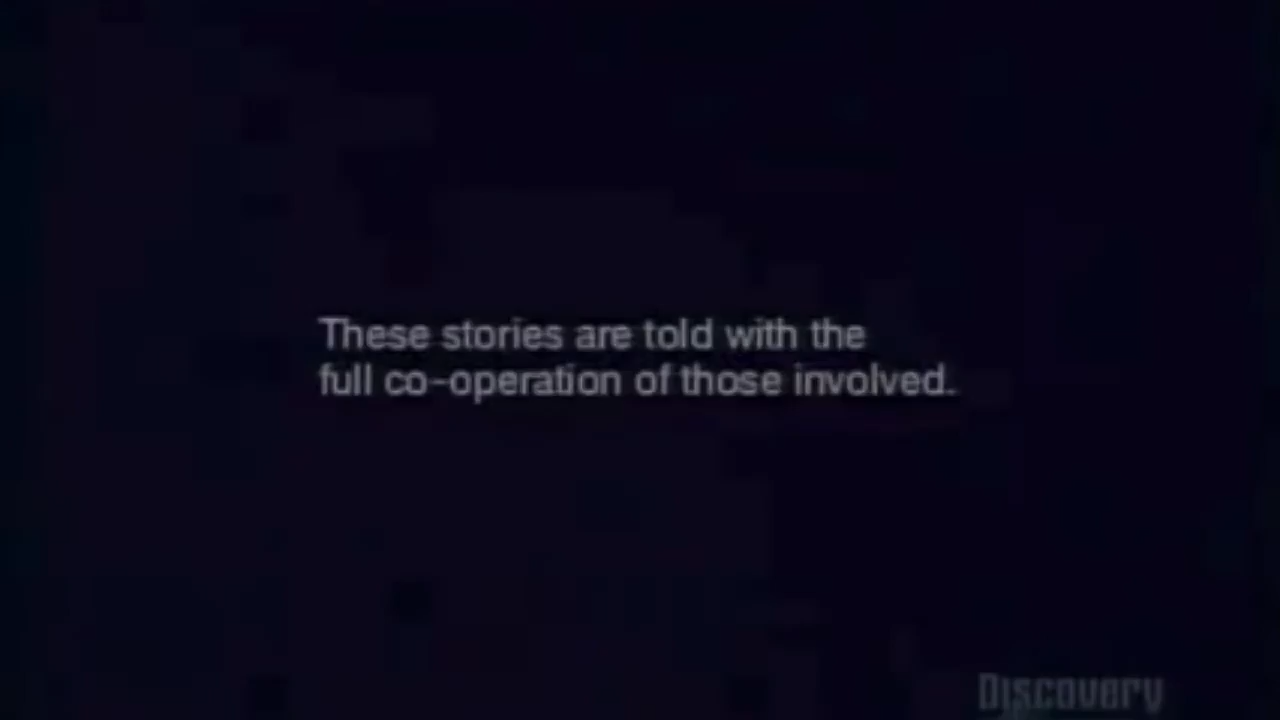 These stories are told with the
full co-operation of those involved.
Discovery